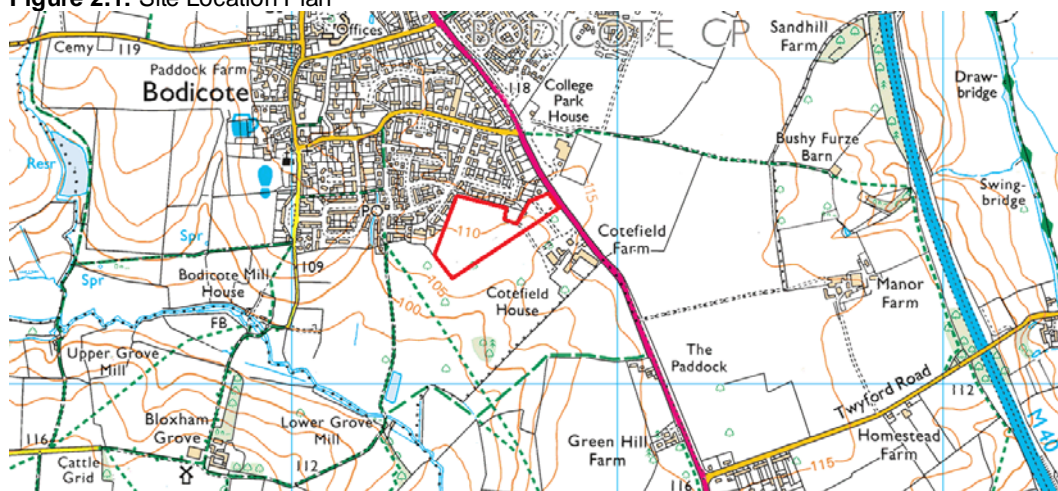 Figure 2.1: Site Location Plan
BODICOTE CP
Offices
Sandhill
Farm
Cemy
119
Paddock Farm
Bodicote
118
College
Park
House
Draw-
bridge
Bushy Furze
Barn
Resr
Swing-
bridge
115
110
PO
Cotefield
Farm
Spr
109
105
100
Spr
Bodicote Mill
House
Cotefield
House
Manor
Farm
FB
Upper Grove
Mill
The
Paddock
Twyford Road
112
Bloxham
Grove
Lower Grove
Mill
M 40
116
Green Hill
Farm
Homestead
Farm
Cattle
Grid
112
116
115